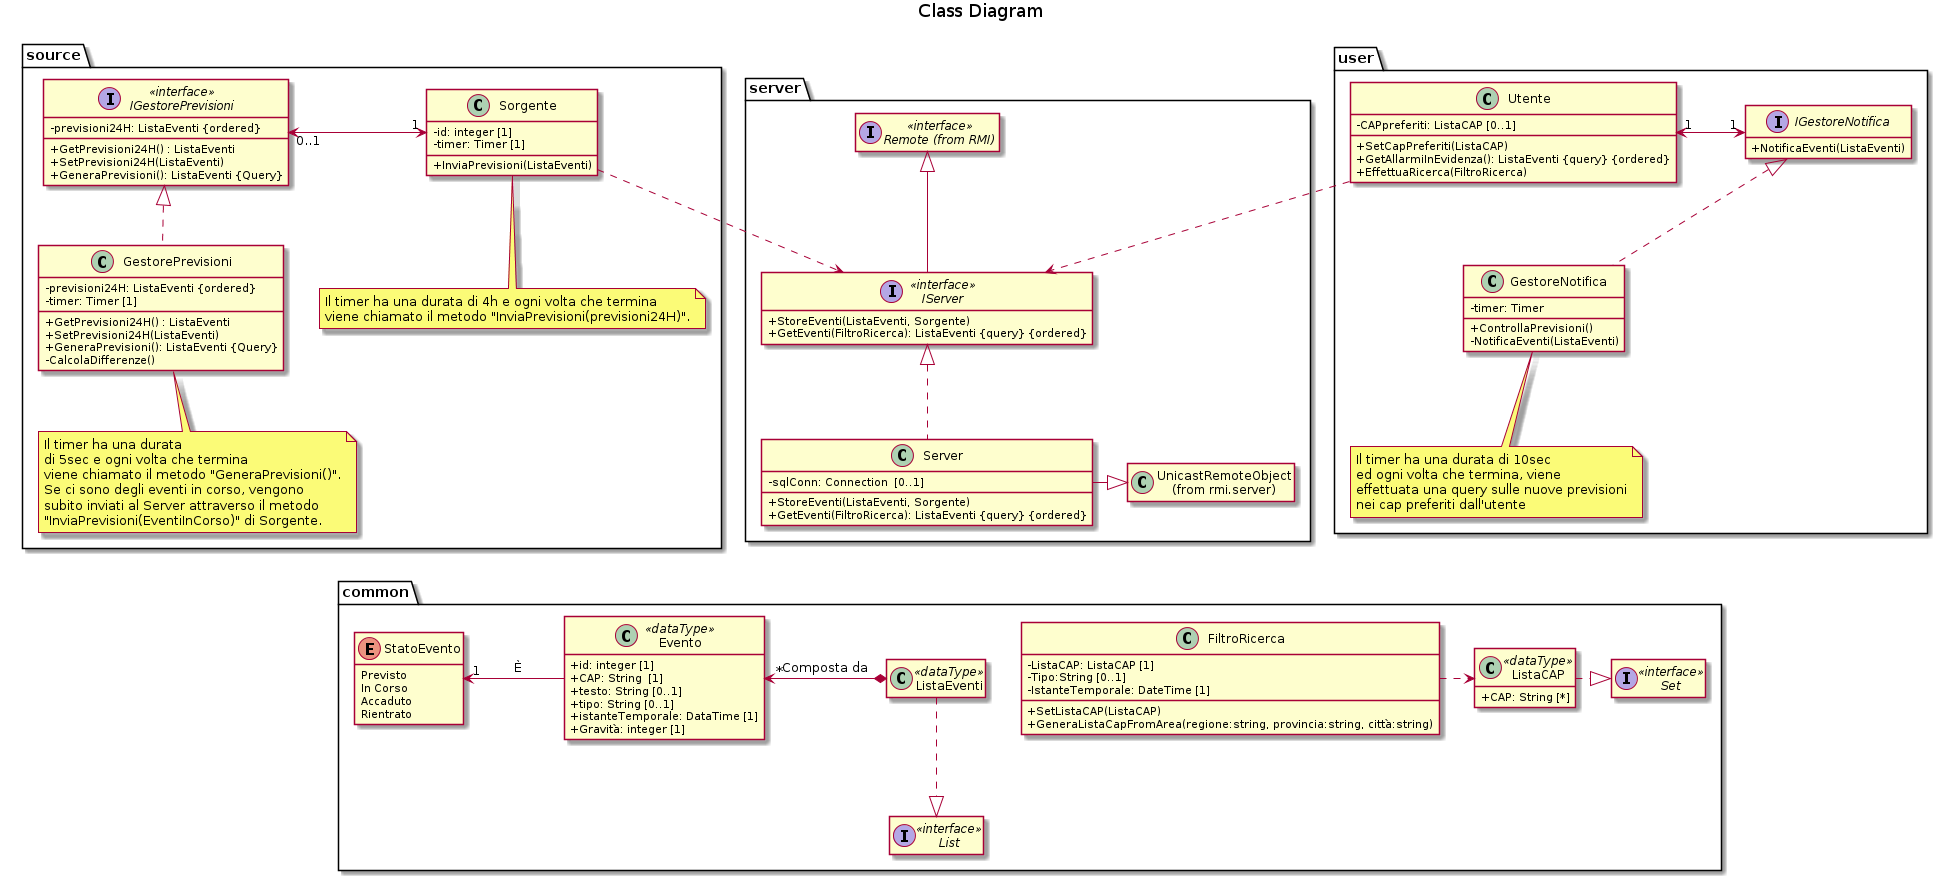 Class Diagram
source
«interface»
IGestorePrevisioni
-previsioni24H: ListaEventi {ordered}
+GetPrevisioni24H() : ListaEventi
+SetPrevisioni24H(ListaEventi)
+GeneraPrevisioni(): ListaEventi {Query}
0..1
1
Sorgente
-id: integer [1]
-timer: Timer [1]
+InviaPrevisioni(ListaEventi)
GestorePrevisioni
-previsioni24H: ListaEventi {ordered}
-timer: Timer [1]
+GetPrevisioni24H() : ListaEventi
+SetPrevisioni24H(ListaEventi)
+GeneraPrevisioni(): ListaEventi {Query}
-CalcolaDifferenze()
Il timer ha una durata di 4h e ogni volta che termina
viene chiamato il metodo "InviaPrevisioni(previsioni24H)".
Il timer ha una durata
di 5sec e ogni volta che termina
viene chiamato il metodo "GeneraPrevisioni()".
Se ci sono degli eventi in corso, vengono
subito inviati al Server attraverso il metodo
"InviaPrevisioni(EventiInCorso)" di Sorgente.
server
«interface»
Remote (from RMI)
«interface»
IServer
+StoreEventi(ListaEventi, Sorgente)
+GetEventi(FiltroRicerca): ListaEventi {query} {ordered}
Server
-sqlConn: Connection  [0..1]
+StoreEventi(ListaEventi, Sorgente)
+GetEventi(FiltroRicerca): ListaEventi {query} {ordered}
UnicastRemoteObject
(from rmi.server)
user
Utente
-CAPpreferiti: ListaCAP [0..1]
+SetCapPreferiti(ListaCAP)
+GetAllarmiInEvidenza(): ListaEventi {query} {ordered}
+EffettuaRicerca(FiltroRicerca)
1
1
IGestoreNotifica
+NotificaEventi(ListaEventi)
GestoreNotifica
-timer: Timer
+ControllaPrevisioni()
-NotificaEventi(ListaEventi)
Il timer ha una durata di 10sec
ed ogni volta che termina, viene
effettuata una query sulle nuove previsioni
nei cap preferiti dall'utente
common
StatoEvento
Previsto
In Corso
Accaduto
Rientrato
1
È
«dataType»
Evento
+id: integer [1]
+CAP: String  [1]
+testo: String [0..1]
+tipo: String [0..1]
+istanteTemporale: DataTime [1]
+Gravità: integer [1]
*
Composta da
«dataType»
ListaEventi
«interface»
List
FiltroRicerca
-ListaCAP: ListaCAP [1]
-Tipo:String [0..1]
-IstanteTemporale: DateTime [1]
+SetListaCAP(ListaCAP)
+GeneraListaCapFromArea(regione:string, provincia:string, città:string)
«dataType»
ListaCAP
+CAP: String [*]
«interface»
Set